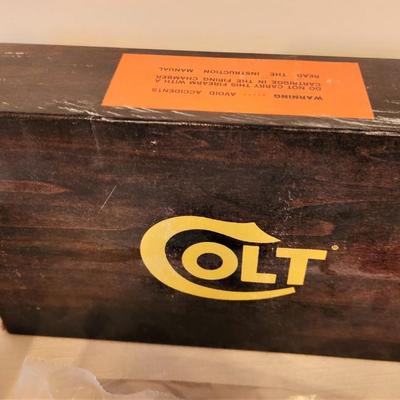 WARNING ..... AVOID ACCIDENTS
DO NOT CARRY THIS FIREARM WITH A
CARTRIDGE IN THE FIRING CHAMBER
READ THE INSTRUCTION MANUAL
COLT